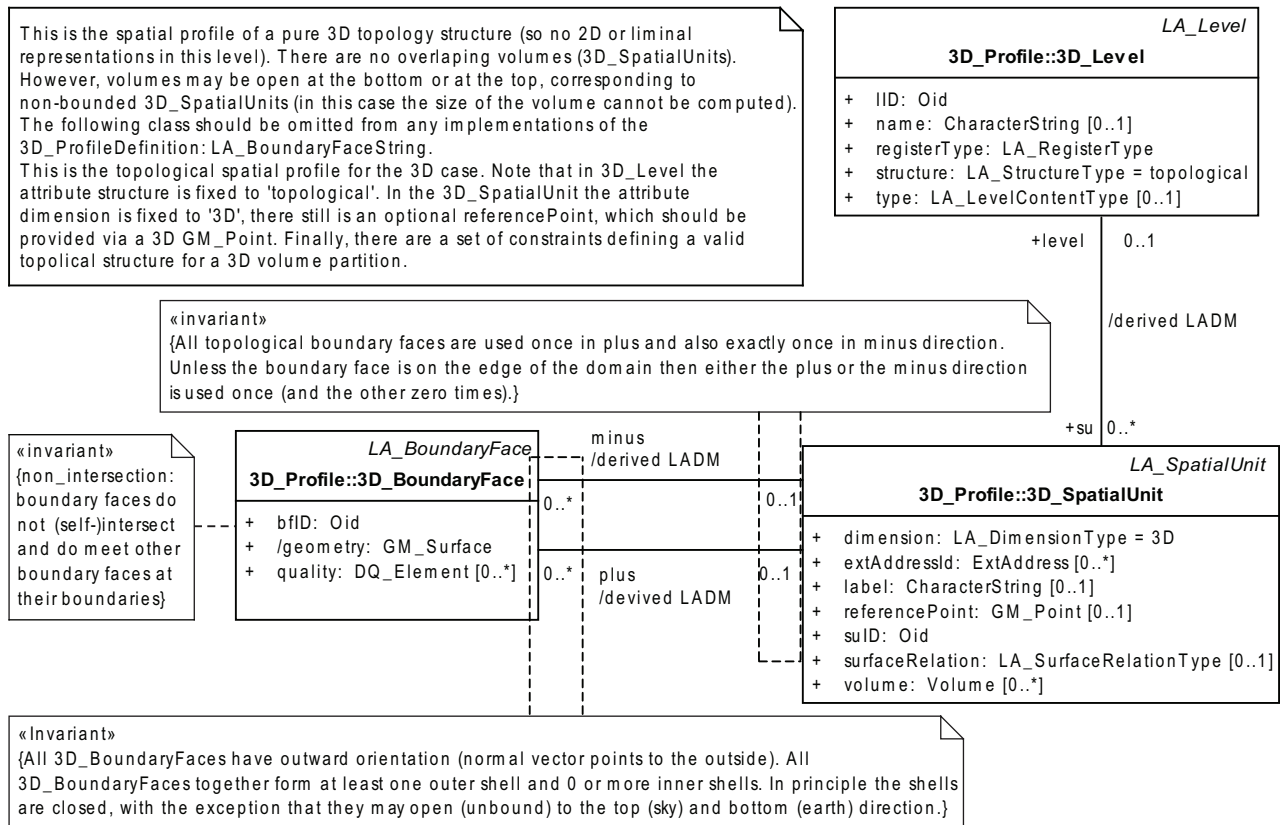 This is the spatial profile of a pure 3D topology structure (so no 2D or liminal
representations in this level). There are no overlaping volumes (3D_SpatialUnits).
However, volumes may be open at the bottom or at the top, corresponding to
non-bounded 3D_SpatialUnits (in this case the size of the volume cannot be computed).
The following class should be omitted from any implementations of the
3D_ProfileDefinition: LA_BoundaryFaceString.
This is the topological spatial profile for the 3D case. Note that in 3D_Level the
attribute structure is fixed to 'topological'. In the 3D_SpatialUnit the attribute
dimension is fixed to '3D', there still is an optional referencePoint, which should be
provided via a 3D GM_Point. Finally, there are a set of constraints defining a valid
topolical structure for a 3D volume partition.
LA_Level
3D_Profile::3D_Level
+ lID: Oid
+ name: CharacterString [0..1]
+ registerType: LA_RegisterType
+ structure: LA_StructureType = topological
+ type: LA_LevelContentType [0..1]
+level 0..1
/derived LADM
+su 0..*
«invariant»
{All topological boundary faces are used once in plus and also exactly once in minus direction.
Unless the boundary face is on the edge of the domain then either the plus or the minus direction
is used once (and the other zero times).}
«invariant»
{non_intersection:
boundary faces do
not (self-)intersect
and do meet other
boundary faces at
their boundaries}
LA_BoundaryFace
3D_Profile::3D_BoundaryFace
+ bfID: Oid
+ /geometry: GM_Surface
+ quality: DQ_Element [0..*]
minus
/derived LADM
0..* 0..1
0..* 0..1
plus
/devived LADM
LA_SpatialUnit
3D_Profile::3D_SpatialUnit
+ dimension: LA_DimensionType = 3D
+ extAddressId: ExtAddress [0..*]
+ label: CharacterString [0..1]
+ referencePoint: GM_Point [0..1]
+ suID: Oid
+ surfaceRelation: LA_SurfaceRelationType [0..1]
+ volume: Volume [0..*]
«Invariant»
{All 3D_BoundaryFaces have outward orientation (normal vector points to the outside). All
3D_BoundaryFaces together form at least one outer shell and 0 or more inner shells. In principle the shells
are closed, with the exception that they may open (unbound) to the top (sky) and bottom (earth) direction.}